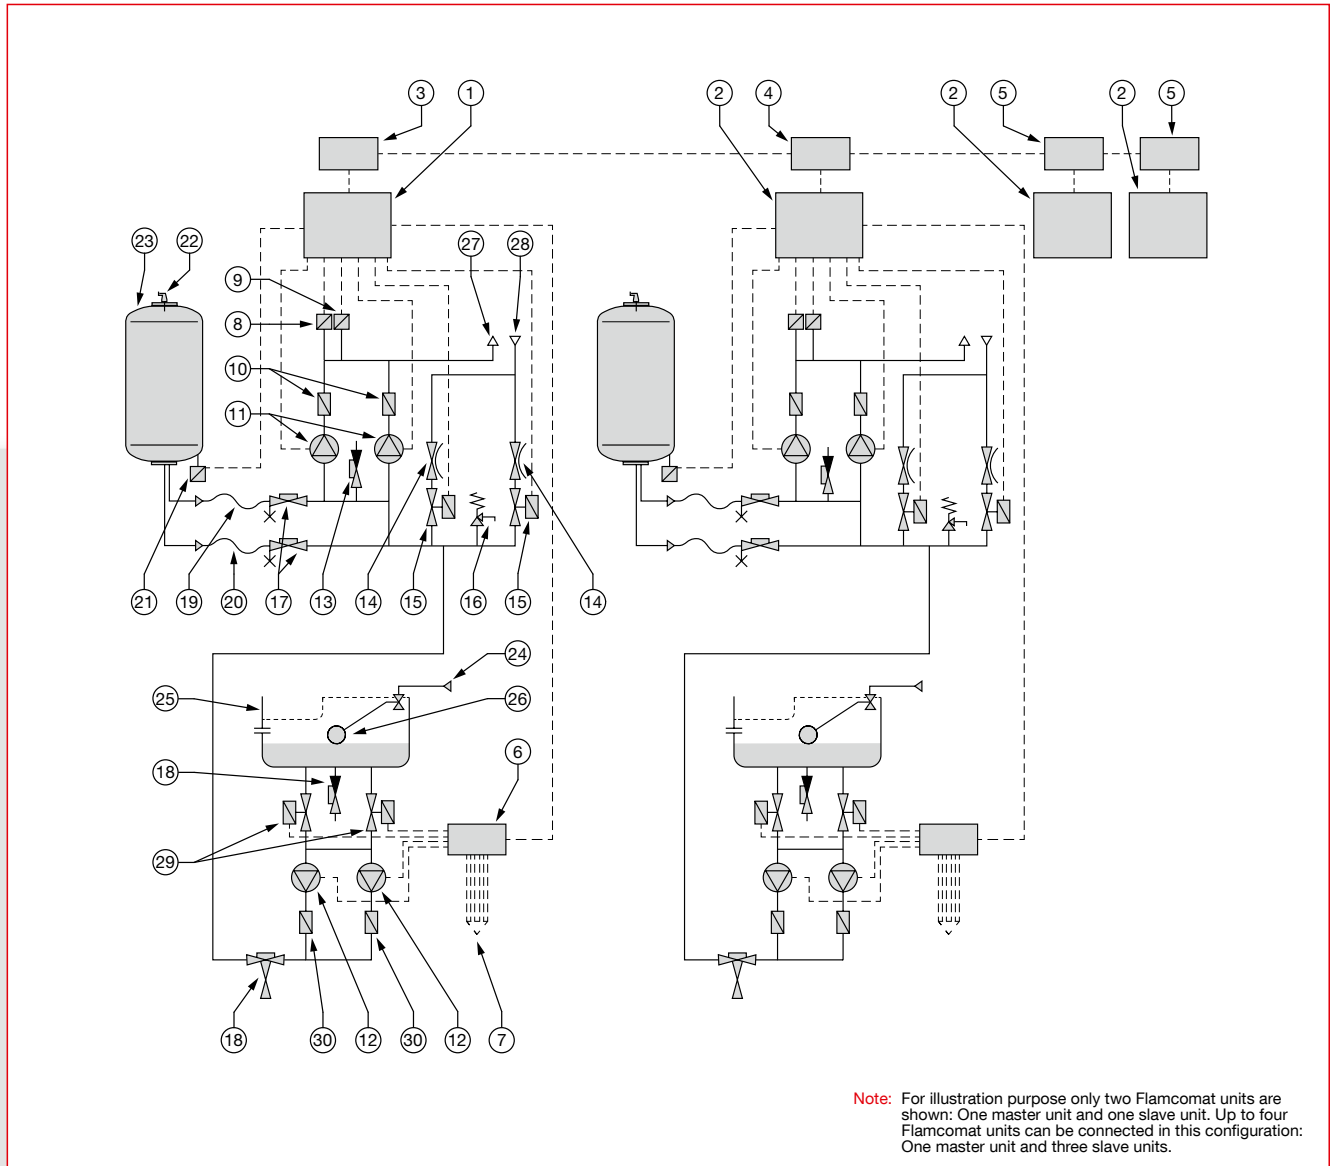 3 1 2 4 2 5 2 5
23 22 27 28
9
8
10
11
21 19 20 17 13 14 15 16 15 14
24
25
26
6
18
29
18 30 12 30 12 7
Note: For illustration purpose only two Flamcomat units are
shown: One master unit and one slave unit. Up to four
Flamcomat units can be connected in this configuration:
One master unit and three slave units.